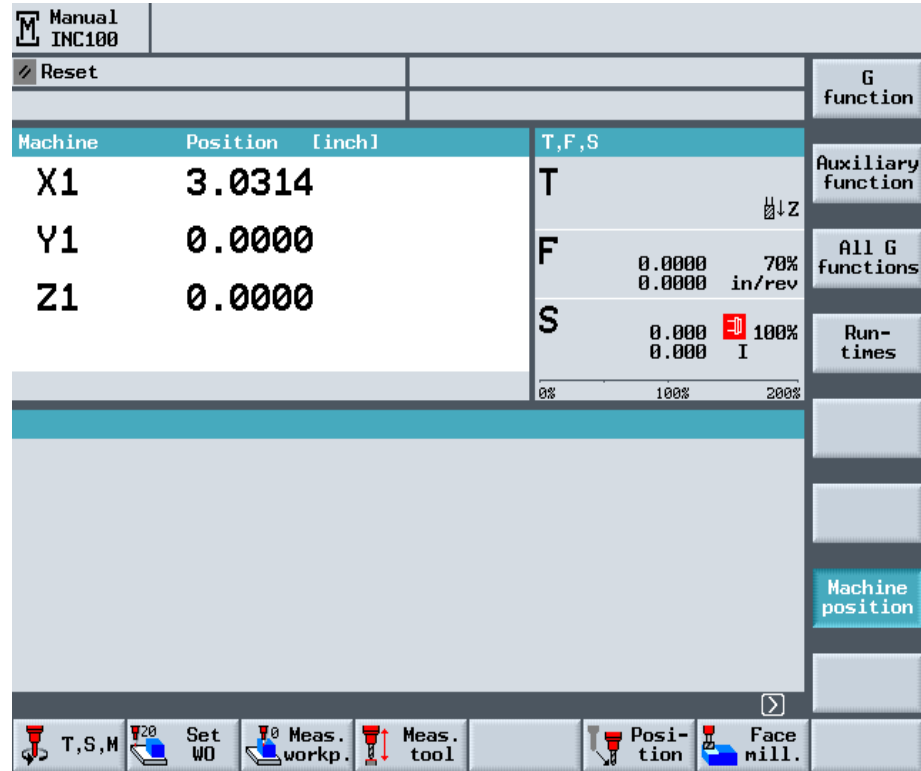 Manual
INC100
Reset
G
function
Machine Position [inch]
X1 3.0314
Y1 0.0000
Z1 0.0000
T,F,S
T
Z
F
0.0000 70%
0.0000 in/rev
S
0.000 100%
0.000 I
0% 100% 200%
Auxiliary
function
All G
functions
Run-
times
Machine
position
T,S,M
20 Set
WO
0 Meas.
workp.
Meas.
tool
Posi-
tion
Face
mill.